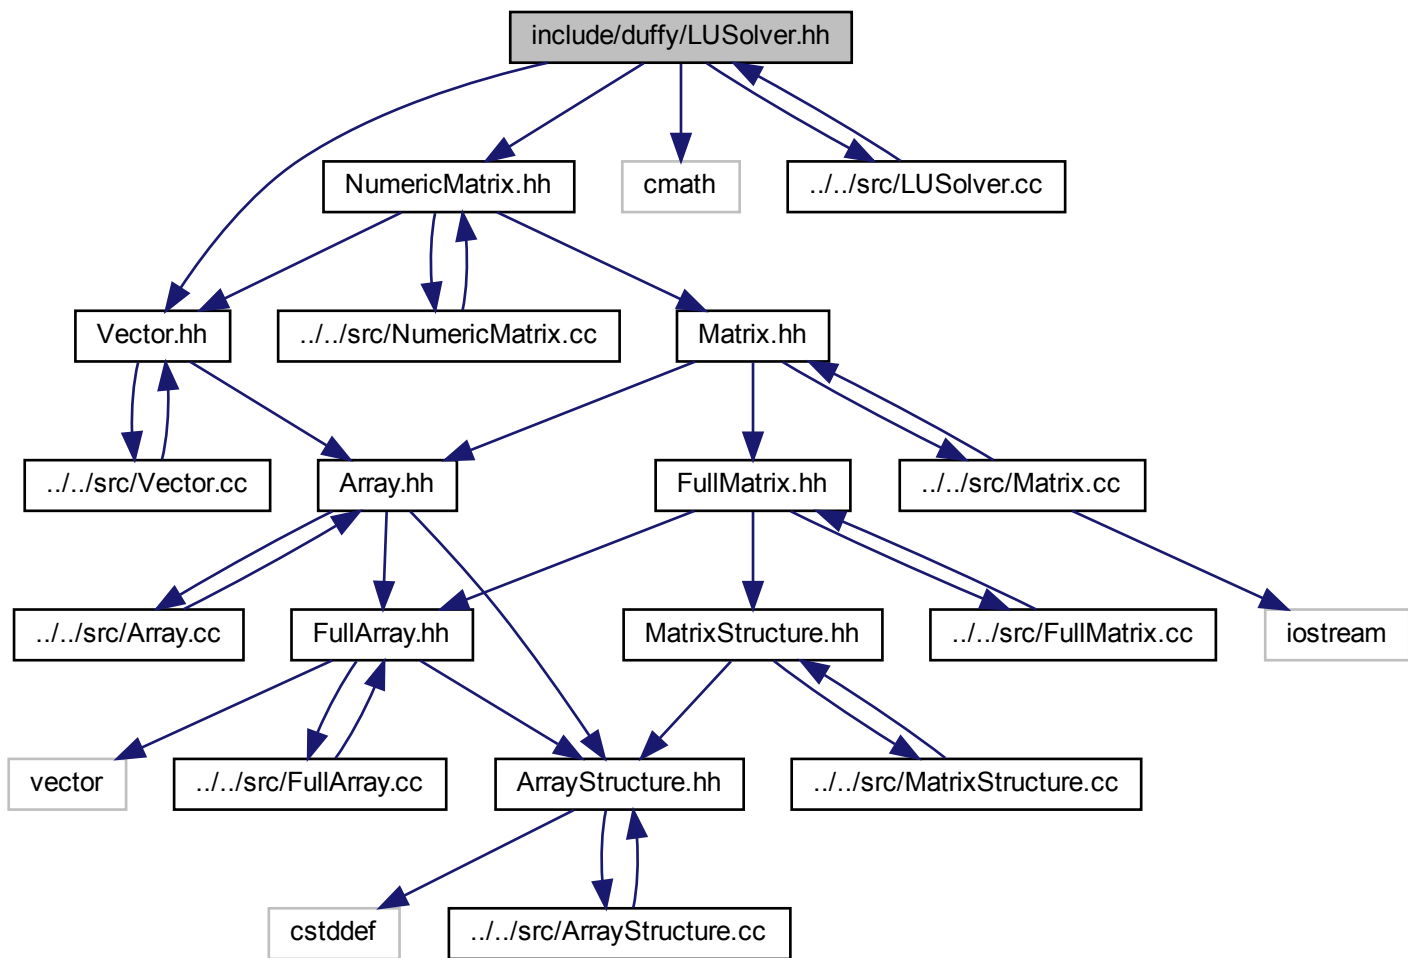 include/duffy/LUSolver.hh
NumericMatrix.hh
cmath
../../src/LUSolver.cc
Vector.hh
../../src/NumericMatrix.cc
Matrix.hh
../../src/Vector.cc
Array.hh
FullMatrix.hh
../../src/Matrix.cc
../../src/Array.cc
FullArray.hh
MatrixStructure.hh
../../src/FullMatrix.cc
iostream
vector
../../src/FullArray.cc
ArrayStructure.hh
../../src/MatrixStructure.cc
cstddef
../../src/ArrayStructure.cc